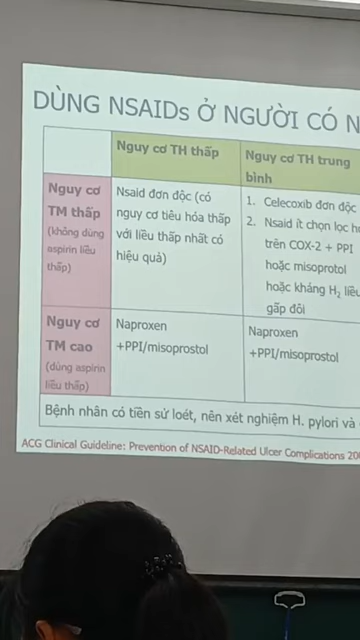 DÙNG NSAIDs Ở NGƯỜI CÓ
Nguy cơ TH thấp
Nguy cơ TH trung
bình
Nguy cơ
TM thấp
(không dùng
aspirin liều
thấp)
Nsaid đơn độc (có
nguy cơ tiêu hóa thấp
với liều thấp nhất có
hiệu quả)
1. Celecoxib đơn độc
2. Nsaid ít chọn lọc
trên COX-2 + PPI
hoặc misoprotol
hoặc kháng H₂ liều
gấp đôi
Nguy cơ
TM cao
(dùng aspirin
liều thấp)
Naproxen
+PPI/misoprostol
Naproxen
+PPI/misoprostol
Bệnh nhân có tiền sử loét, nên xét nghiệm H. pylori và
ACG Clinical Guideline: Prevention of NSAID-Related Ulcer Complications